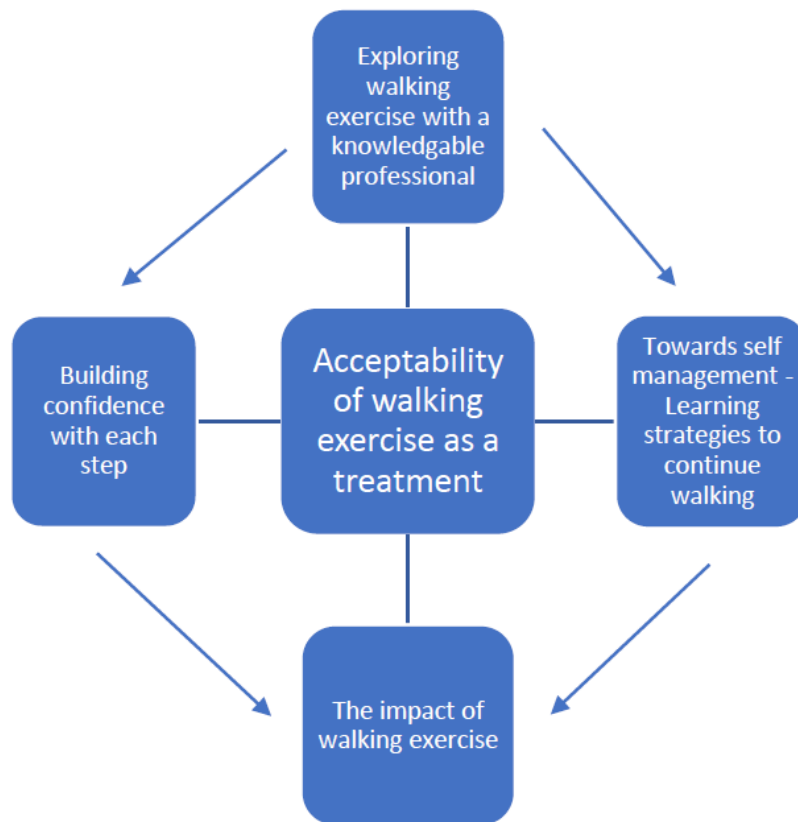 Exploring
walking
exercise with a
knowledgable
professional
Building
confidence
with each
step
Acceptability
of walking
exercise as a
treatment
Towards self
management -
Learning
strategies to
continue
walking
The impact of
walking exercise